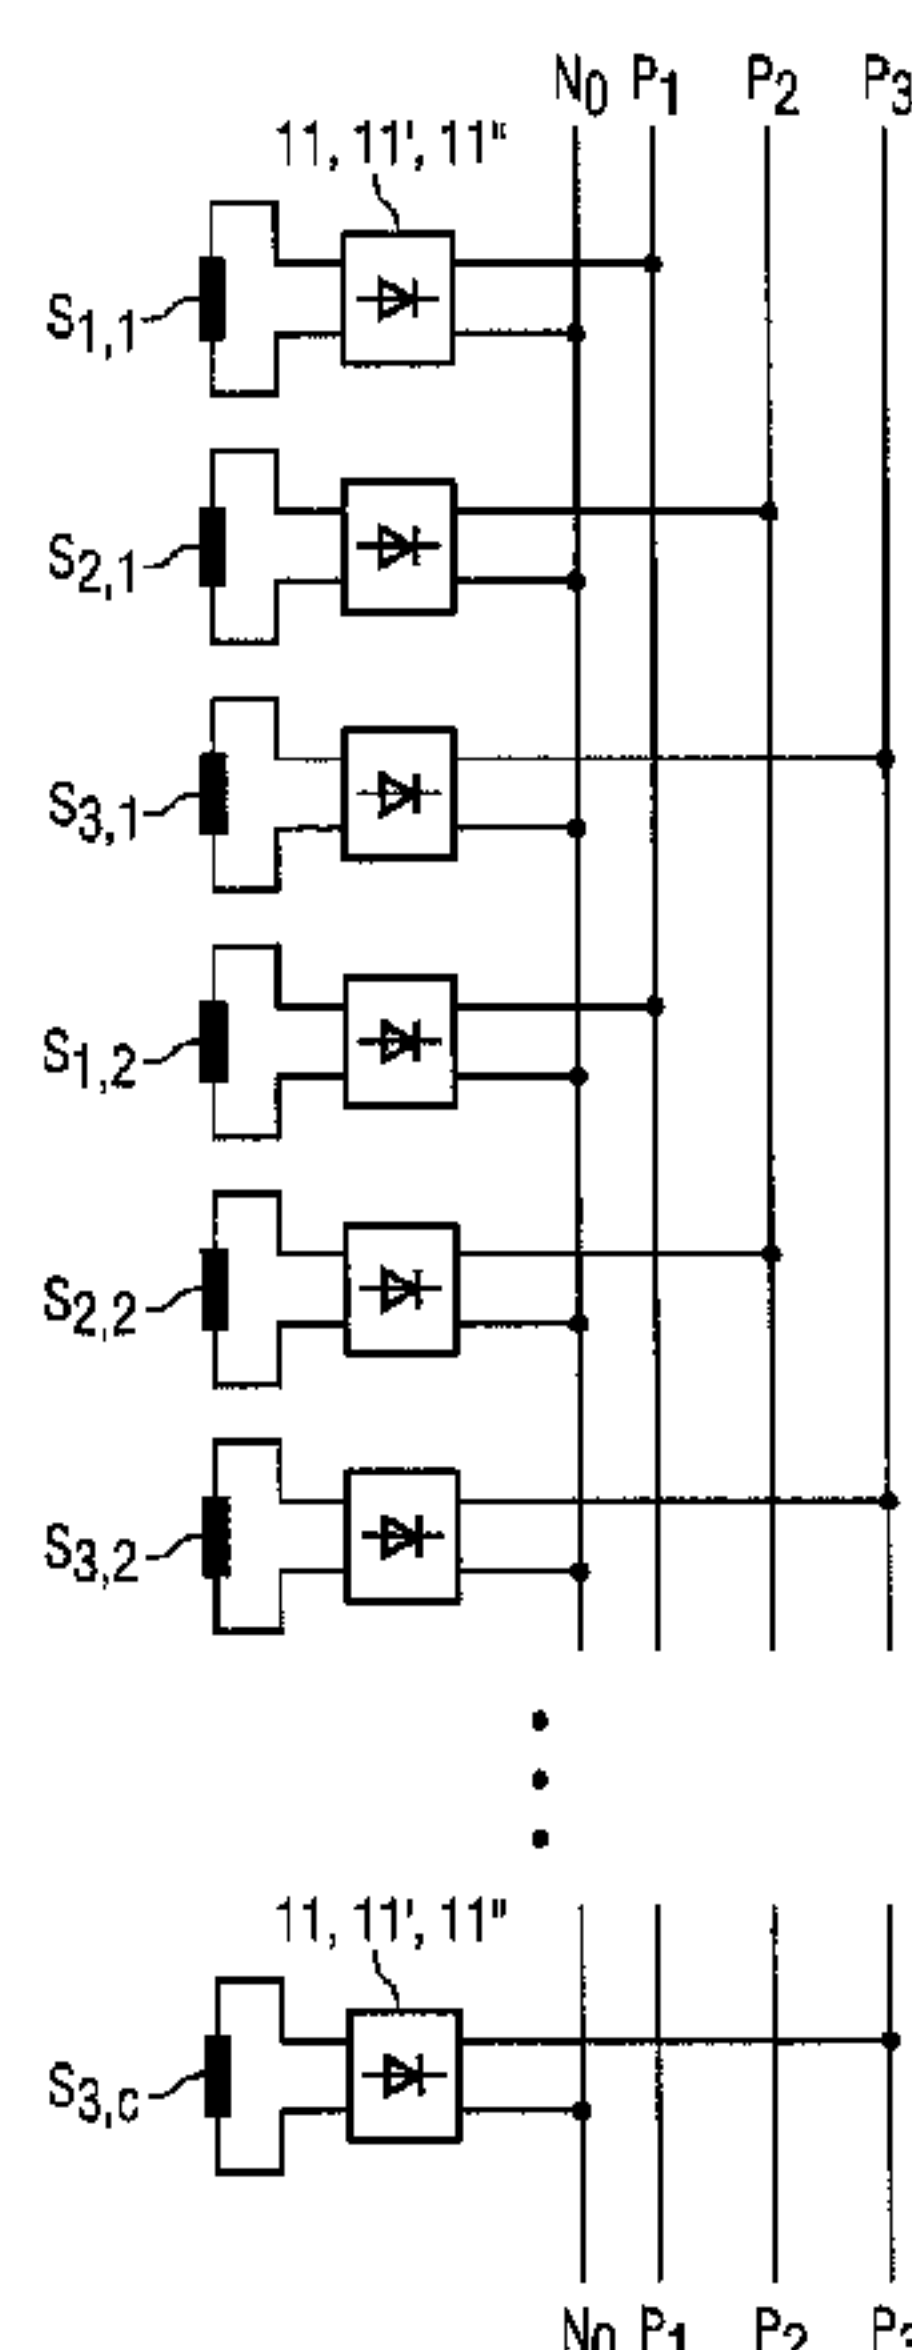 N0 P1 P2 P3
11, 11', 11"
S1,1
S2,1
S3,1
S1,2
S2,2
S3,2
11, 11', 11"
S3,c
N0 P1 P2 P3